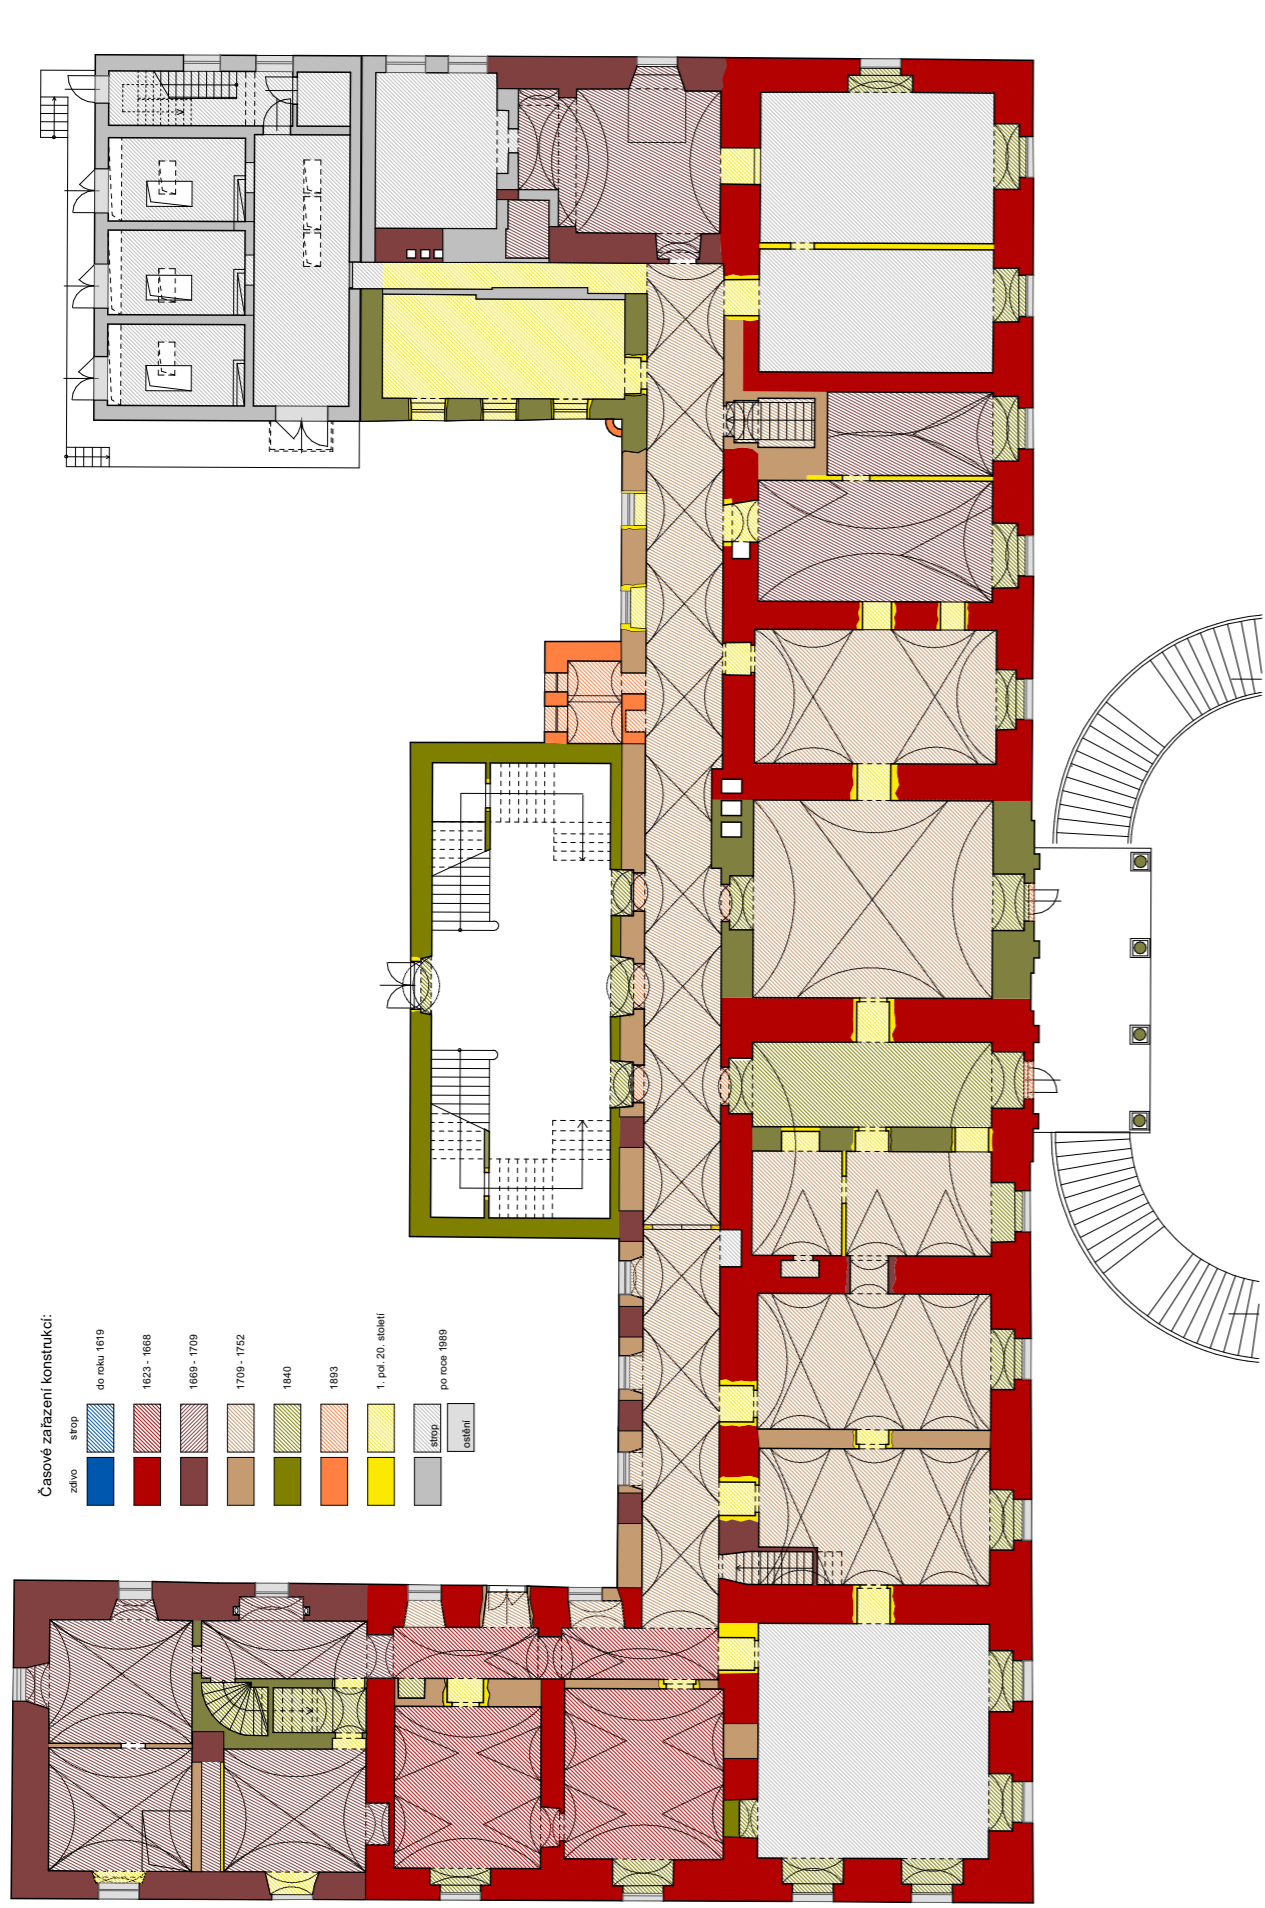 Časové zařazení konstrukcí:
zdivo strop
do roku 1619
1623 - 1668
1669 - 1709
1709 - 1752
1840
1893
1. pol. 20. století
strop po roce 1989
ostění